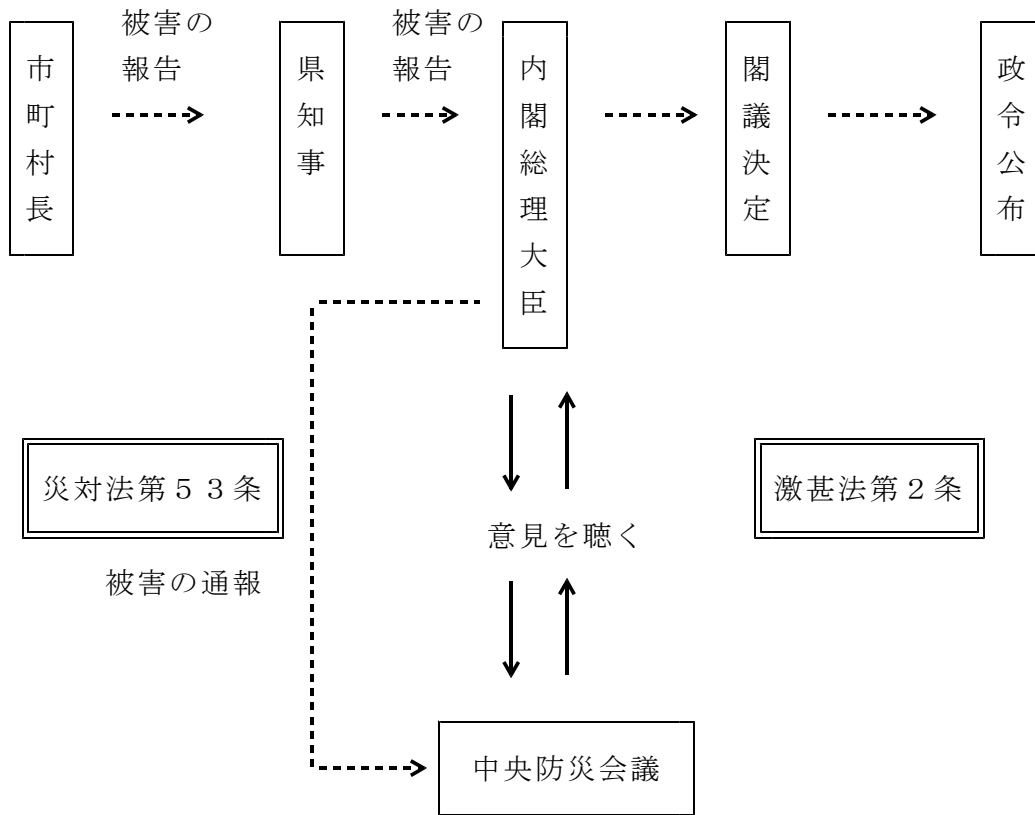 市町村長
被害の
報告
県知事
被害の
報告
内閣総理大臣
閣議決定
政令公布
災対法第５３条
激甚法第２条
意見を聴く
被害の通報
中央防災会議